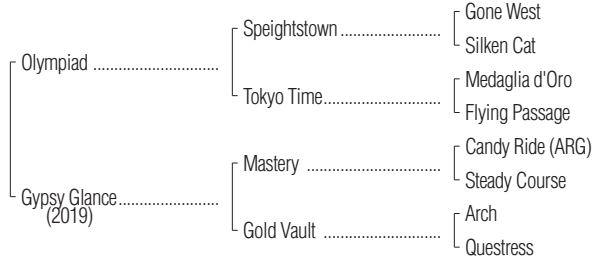 Gone West
Speightstown
Silken Cat
Olympiad
Medaglia d'Oro
Tokyo Time
Flying Passage
Candy Ride (ARG)
Mastery
Steady Course
Gypsy Glance
(2019)
Arch
Gold Vault
Questress